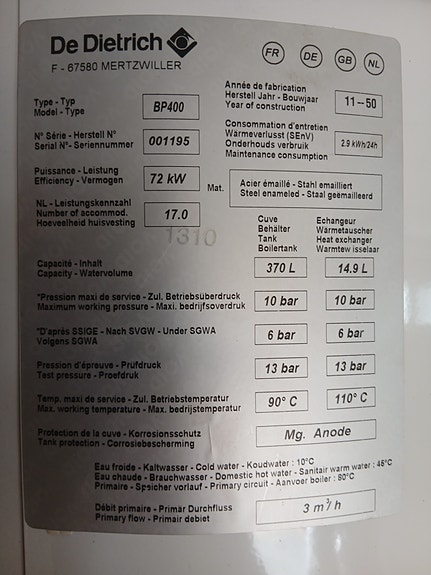 De Dietrich
F - 67580 MERTZWILLER
FR DE GB NL
Type - Typ
Model - Type
BP400
Année de fabrication
Herstell Jahr - Bouwjaar
Year of construction
11--50
N° Série - Herstell N°
Serial N°- Seriennummer
001195
Consommation d'entretien
Wärmeverlust (SEnV)
Onderhouds verbruik
Maintenance consumption
2.9 kWh/24h
Puissance - Leistung
Efficiency - Vermogen
72 kW
Mat.
Acier émaillé - Stahl emailliert
Steel enameled - Staal geëmailleerd
NL - Leistungskennzahl
Number of accommod.
Hoeveelheid huisvesting
17.0
1310
Cuve
Behälter
Tank
Boilertank
Echangeur
Wärmetauscher
Heat exchanger
Warmtew isselaar
Capacité - Inhalt
Capacity - Watervolume
370 L
14.9 L
*Pression maxi de service - Zul. Betriebsüberdruck
Maximum working pressure - Maxi. bedrijfsoverdruk
10 bar
10 bar
*D'après SSIGE - Nach SVGW - Under SGWA
Volgens SGWA
6 bar
6 bar
Pression d'épreuve - Prüfdruck
Test pressure - Proefdruk
13 bar
13 bar
Temp. maxi de service - Zul. Betriebstemperatur
Max. working temperature - Max. bedrijfstemperatur
90° C
110° C
Protection de la cuve - Korrosionsschutz
Tank protection - Corrosiebescherming
Mg. Anode
Eau froide - Kaltwasser - Cold water - Koudwater : 10°C
Eau chaude - Brauchwasser - Domestic hot water - Sanitair warm water : 45°C
Primaire - Speicher vorlauf - Primary circuit - Aanvoer boiler : 80°C
Débit primaire - Primar Durchfluss
Primary flow - Primair debiet
3 m³/h